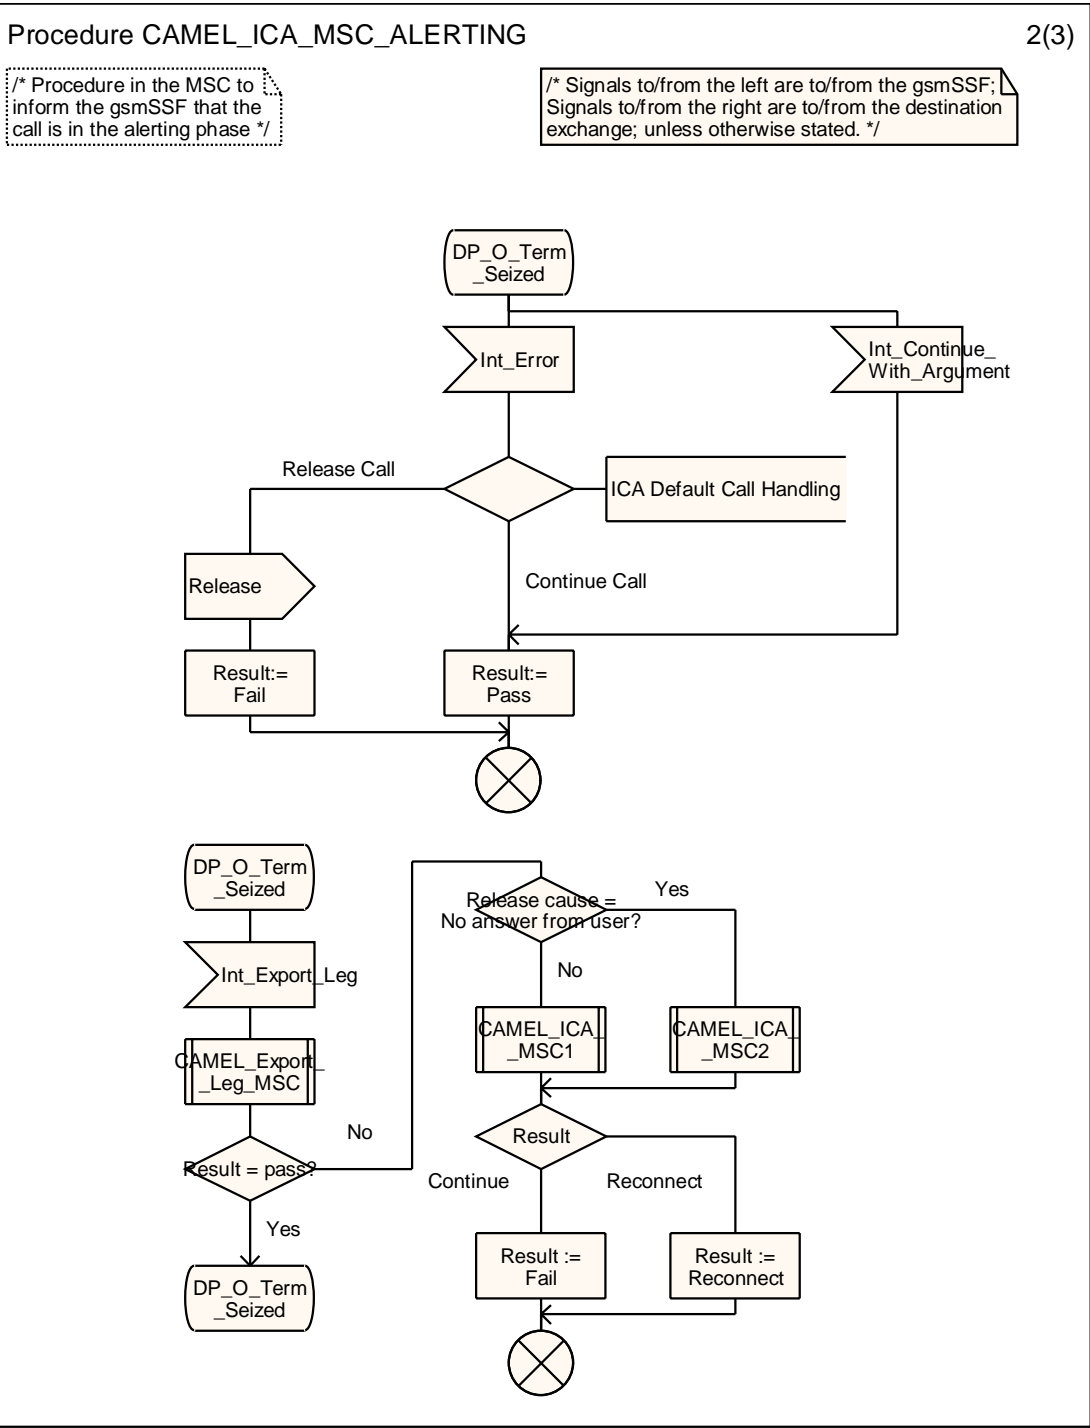 Procedure CAMEL_ICA_MSC_ALERTING
2(3)
/* Procedure in the MSC to
inform the gsmSSF that the
call is in the alerting phase */
/* Signals to/from the left are to/from the gsmSSF;
Signals to/from the right are to/from the destination
exchange; unless otherwise stated. */
DP_O_Term
_Seized
Int_Error
Int_Continue_
With_Argument
Release Call
ICA Default Call Handling
Release
Continue Call
Result:=
Fail
Result:=
Pass
DP_O_Term
_Seized
Int_Export_Leg
CAMEL_Export_
_Leg_MSC
Result = pass?
No
Yes
DP_O_Term
_Seized
Release cause =
No answer from user?
Yes
No
CAMEL_ICA_
_MSC1
CAMEL_ICA_
_MSC2
Result
Continue
Reconnect
Result :=
Fail
Result :=
Reconnect